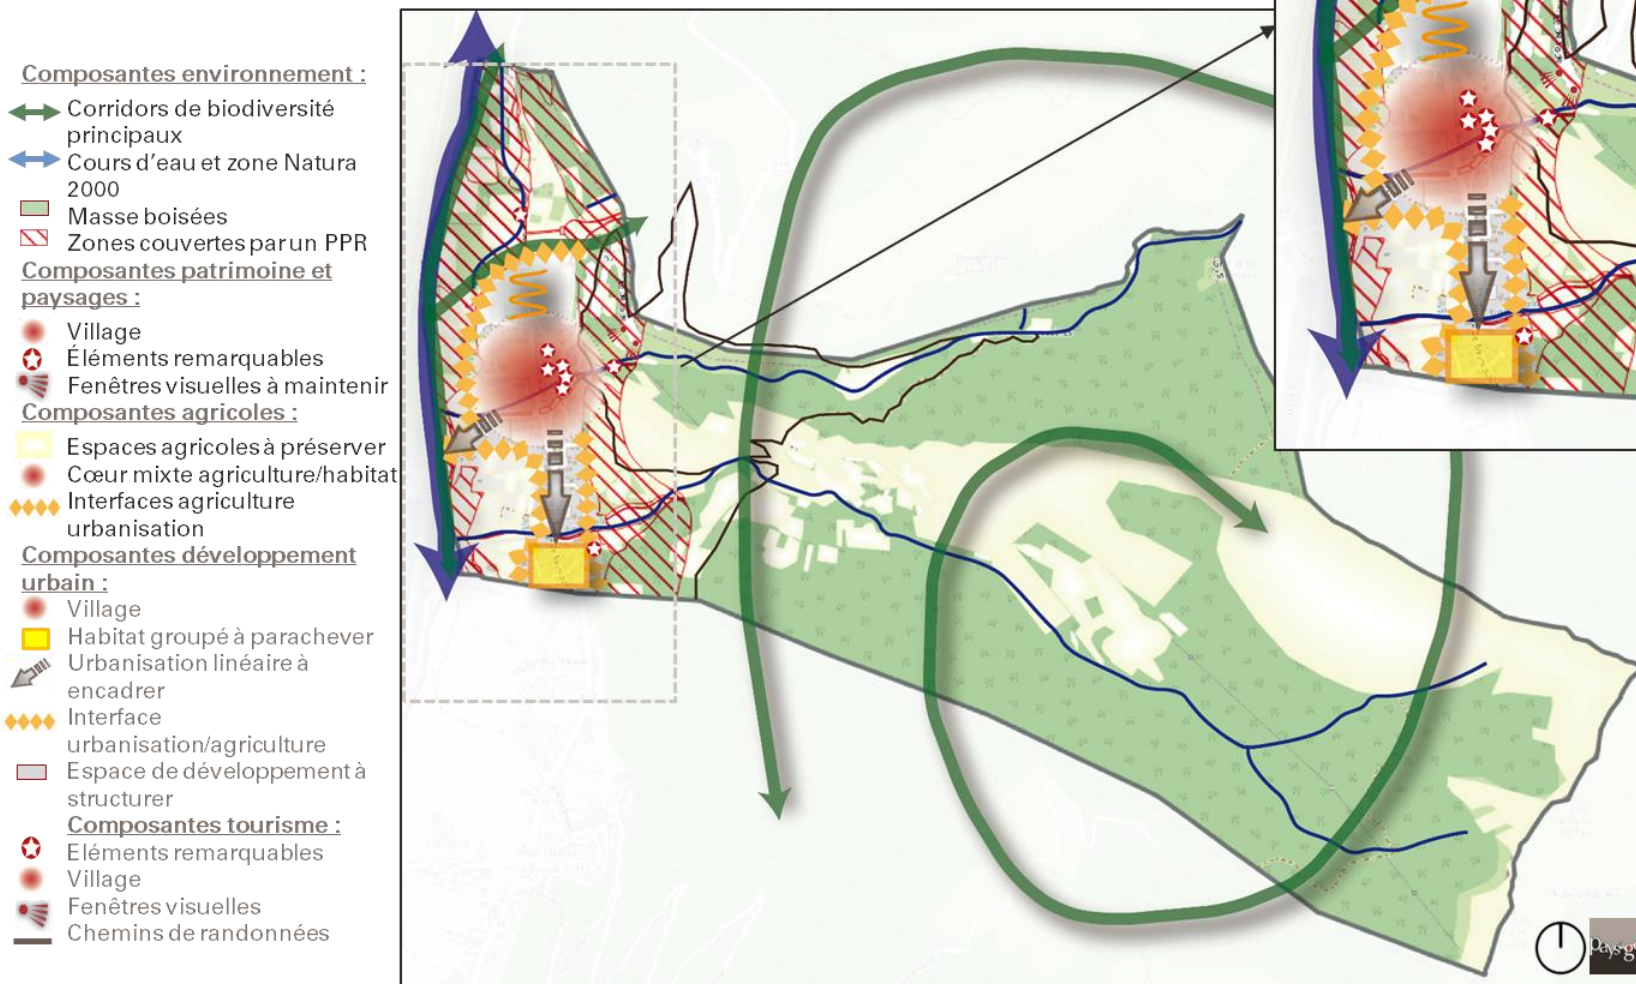 Composantes environnement :
Corridors de biodiversité
principaux
Cours d'eau et zone Natura
2000
Masse boisées
Zones couvertes par un PPR
Composantes patrimoine et
paysages :
Village
Éléments remarquables
Fenêtres visuelles à maintenir
Composantes agricoles :
Espaces agricoles à préserver
Cœur mixte agriculture/habitat
Interfaces agriculture
urbanisation
Composantes développement
urbain :
Village
Habitat groupé à parachever
Urbanisation linéaire à
encadrer
Interface
urbanisation/agriculture
Espace de développement à
structurer
Composantes tourisme :
Eléments remarquables
Village
Fenêtres visuelles
Chemins de randonnées